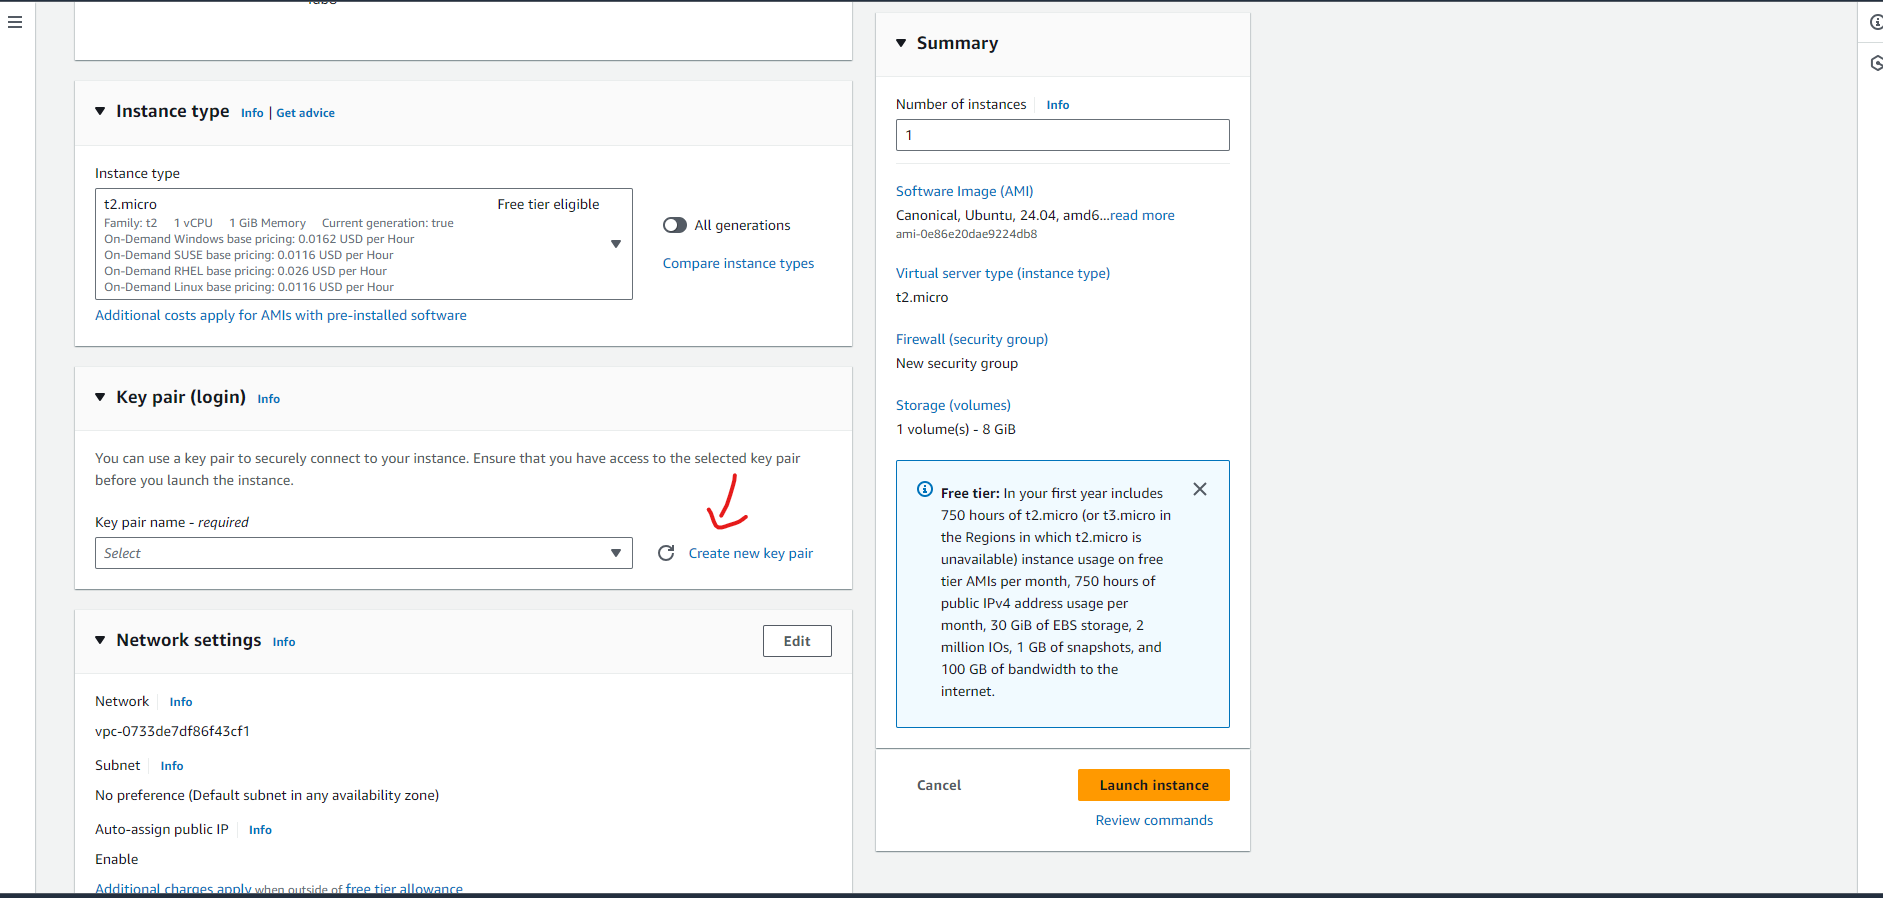 Instance type Info | Get advice
Instance type
t2.micro Free tier eligible
Family: t2 1 vCPU 1 GiB Memory Current generation: true
On-Demand Windows base pricing: 0.0162 USD per Hour
On-Demand SUSE base pricing: 0.0116 USD per Hour
On-Demand RHEL base pricing: 0.026 USD per Hour
On-Demand Linux base pricing: 0.0116 USD per Hour
All generations
Compare instance types
Additional costs apply for AMIs with pre-installed software
Key pair (login) Info
You can use a key pair to securely connect to your instance. Ensure that you have access to the selected key pair
before you launch the instance.
Key pair name - required
Select
Create new key pair
Network settings Info
Edit
Network Info
vpc-0733de7df86f43cf1
Subnet Info
No preference (Default subnet in any availability zone)
Auto-assign public IP Info
Enable
Additional charges apply when outside of free tier allowance
Summary
Number of instances Info
1
Software Image (AMI)
Canonical, Ubuntu, 24.04, amd6...read more
ami-0e86e20dae9224db8
Virtual server type (instance type)
t2.micro
Firewall (security group)
New security group
Storage (volumes)
1 volume(s) - 8 GiB
Free tier: In your first year includes
750 hours of t2.micro (or t3.micro in
the Regions in which t2.micro is
unavailable) instance usage on free
tier AMIs per month, 750 hours of
public IPv4 address usage per
month, 30 GiB of EBS storage, 2
million IOs, 1 GB of snapshots, and
100 GB of bandwidth to the
internet.
Cancel
Launch instance
Review commands